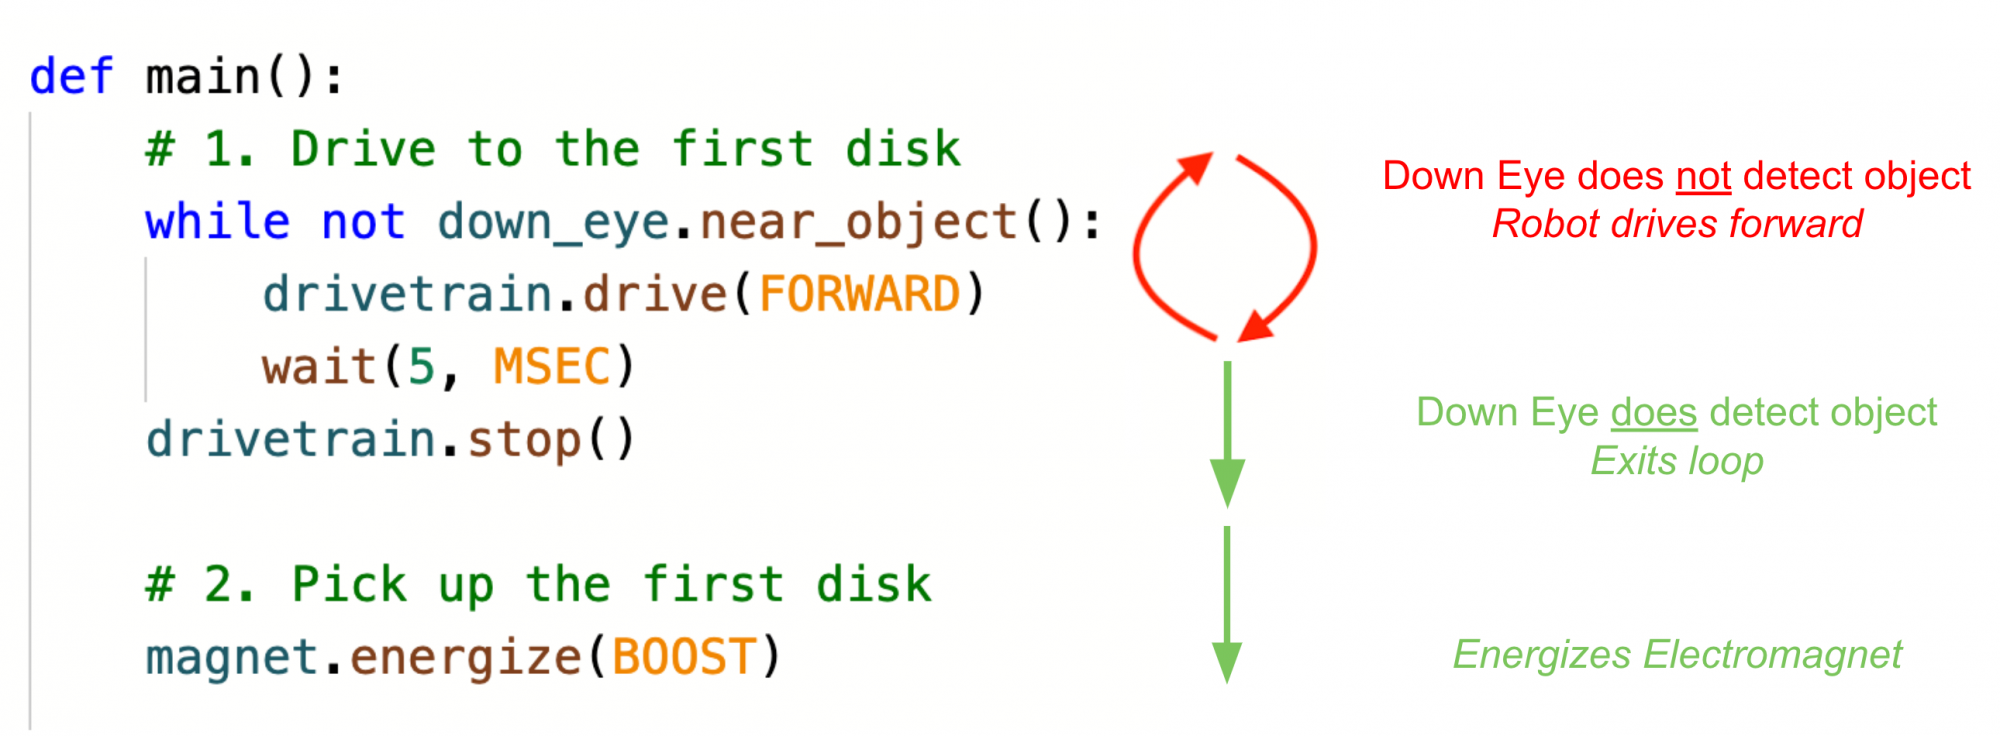 def main():
# 1. Drive to the first disk
while not down_eye.near_object():
drivetrain.drive(FORWARD)
wait(5, MSEC)
drivetrain.stop()
# 2. Pick up the first disk
magnet.energize(BOOST)
Down Eye does not detect object
Robot drives forward
Down Eye does detect object
Exits loop
Energizes Electromagnet